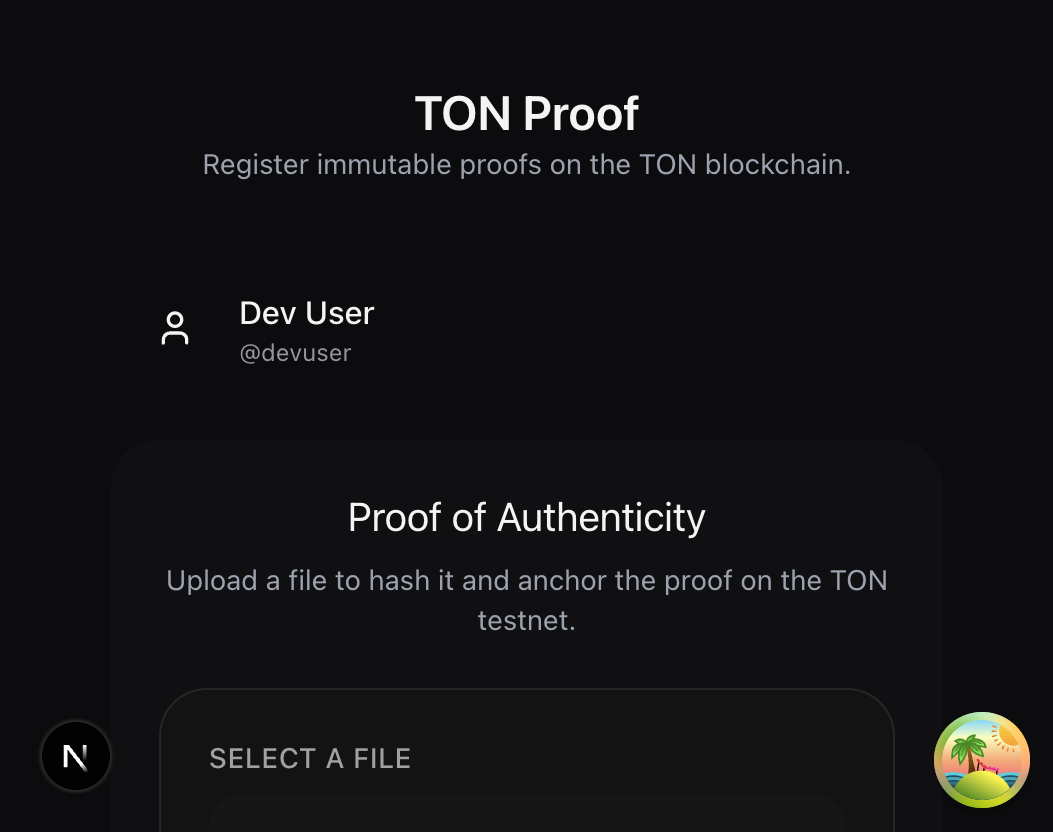 TON Proof
Register immutable proofs on the TON blockchain.
Dev User
@devuser
Proof of Authenticity
Upload a file to hash it and anchor the proof on the TON
testnet.
SELECT A FILE
N